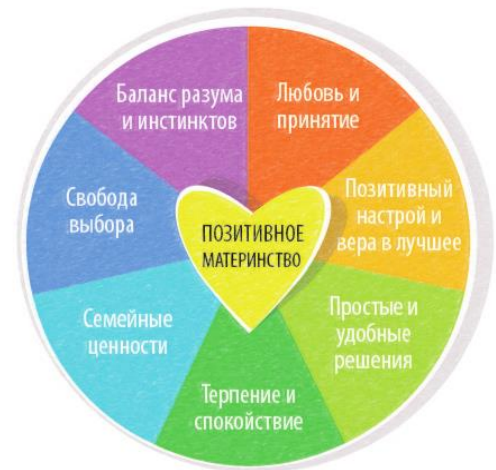 Баланс разума
и инстинктов
Любовь и
принятие
Позитивный
настрой и
вера в лучшее
Простые и
удобные
решения
Терпение и
спокойствие
Семейные
ценности
Свобода
выбора
ПОЗИТИВНОЕ
МАТЕРИНСТВО